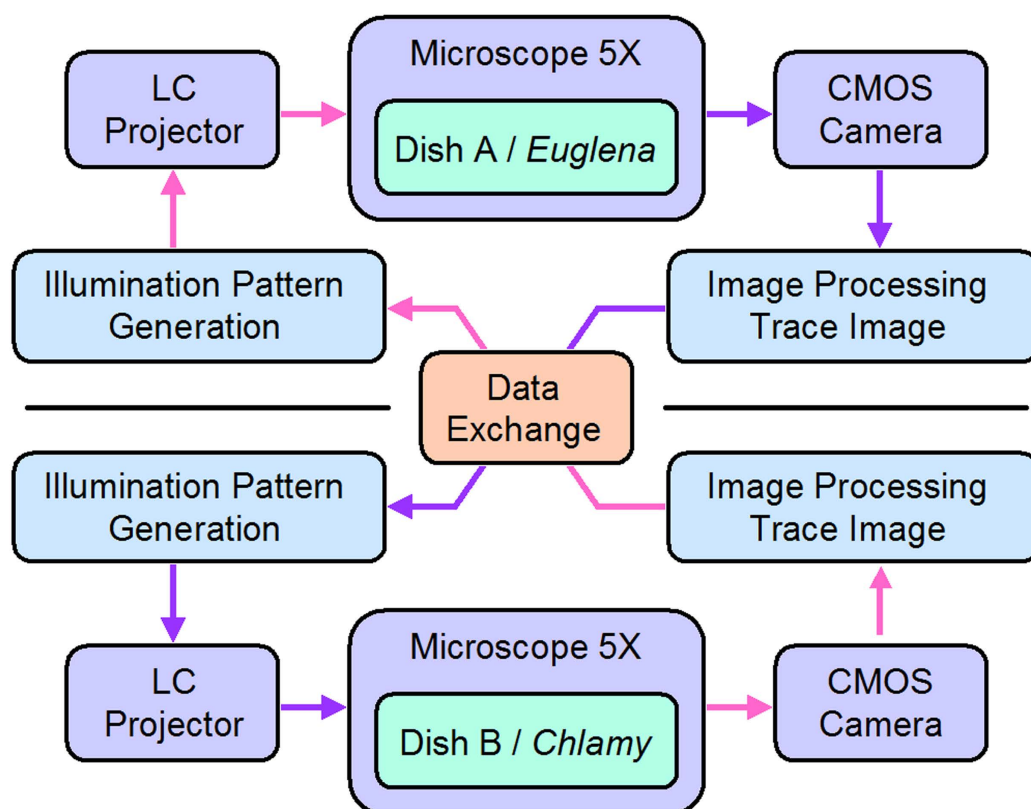 Microscope 5X
LC
Projector
Dish A / Euglena
CMOS
Camera
Illumination Pattern
Generation
Image Processing
Trace Image
Data
Exchange
Illumination Pattern
Generation
Image Processing
Trace Image
LC
Projector
Microscope 5X
Dish B / Chlamy
CMOS
Camera